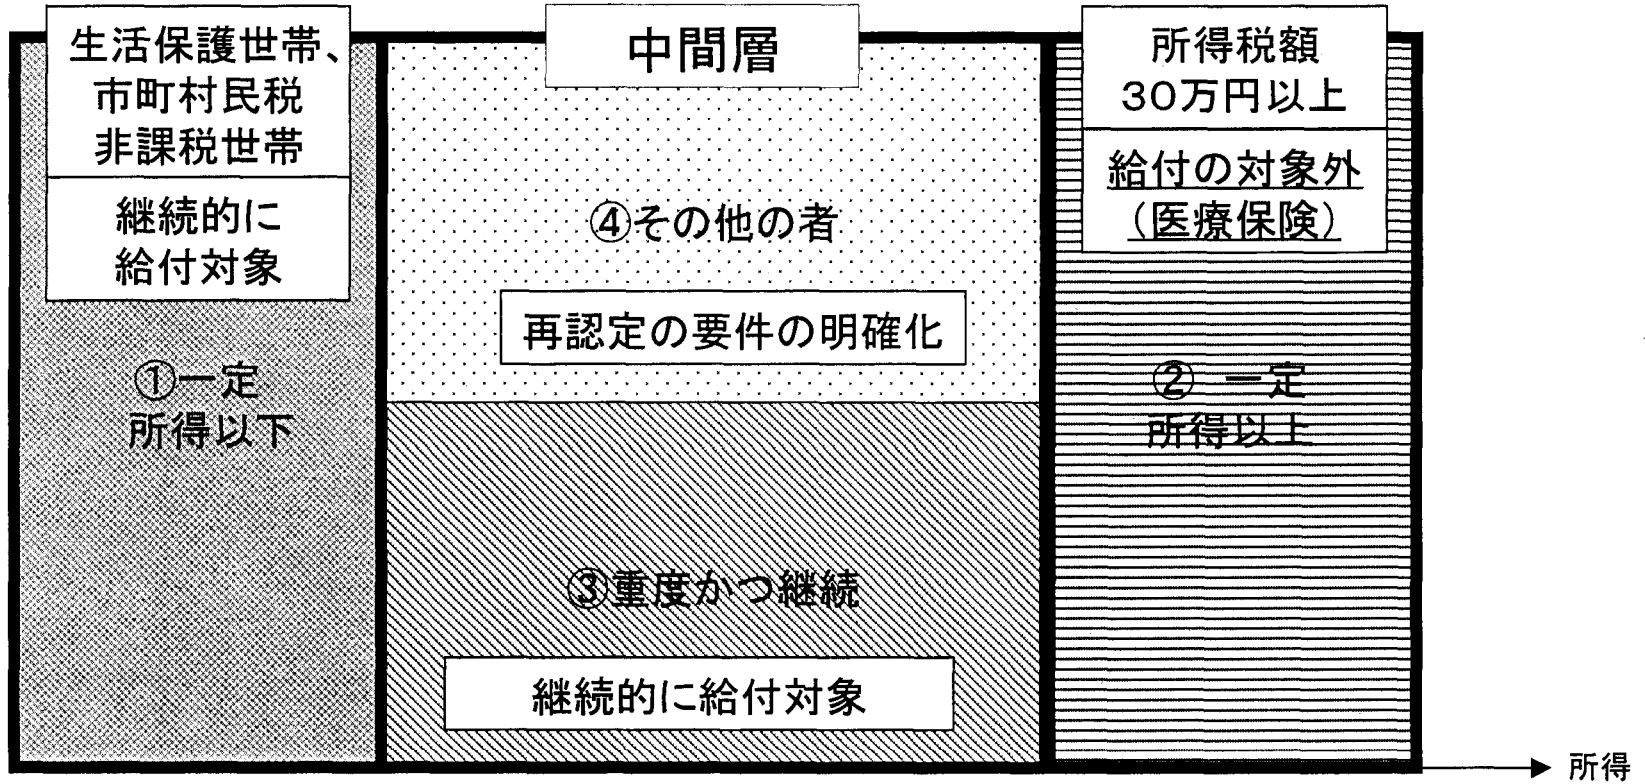 生活保護世帯、
市町村民税
非課税世帯
継続的に
給付対象
①一定
所得以下
中間層
④その他の者
再認定の要件の明確化
③重度かつ継続
継続的に給付対象
所得税額
30万円以上
給付の対象外
(医療保険)
② 一定
所得以上
所得